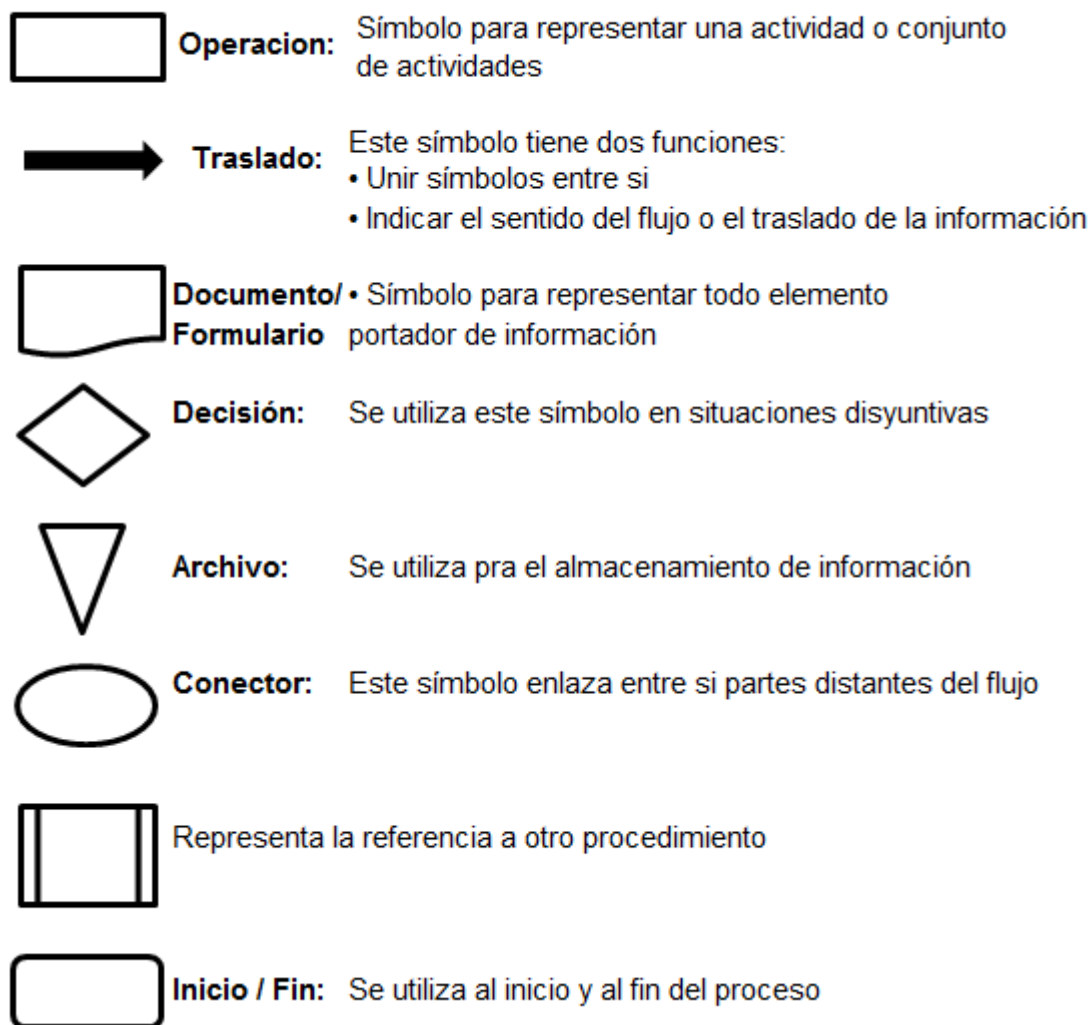 Operacion: Símbolo para representar una actividad o conjunto
de actividades
Traslado: Este símbolo tiene dos funciones:
• Unir símbolos entre si
• Indicar el sentido del flujo o el traslado de la información
Documento/ • Símbolo para representar todo elemento
Formulario portador de información
Decisión: Se utiliza este símbolo en situaciones disyuntivas
Archivo: Se utiliza pra el almacenamiento de información
Conector: Este símbolo enlaza entre si partes distantes del flujo
Representa la referencia a otro procedimiento
Inicio / Fin: Se utiliza al inicio y al fin del proceso